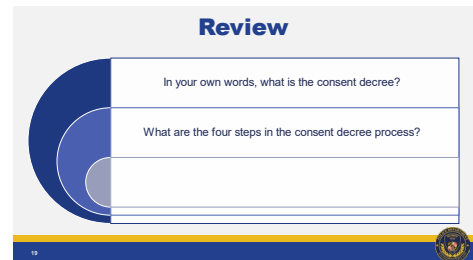 Review
In your own words, what is the consent decree?
What are the four steps in the consent decree process?
19